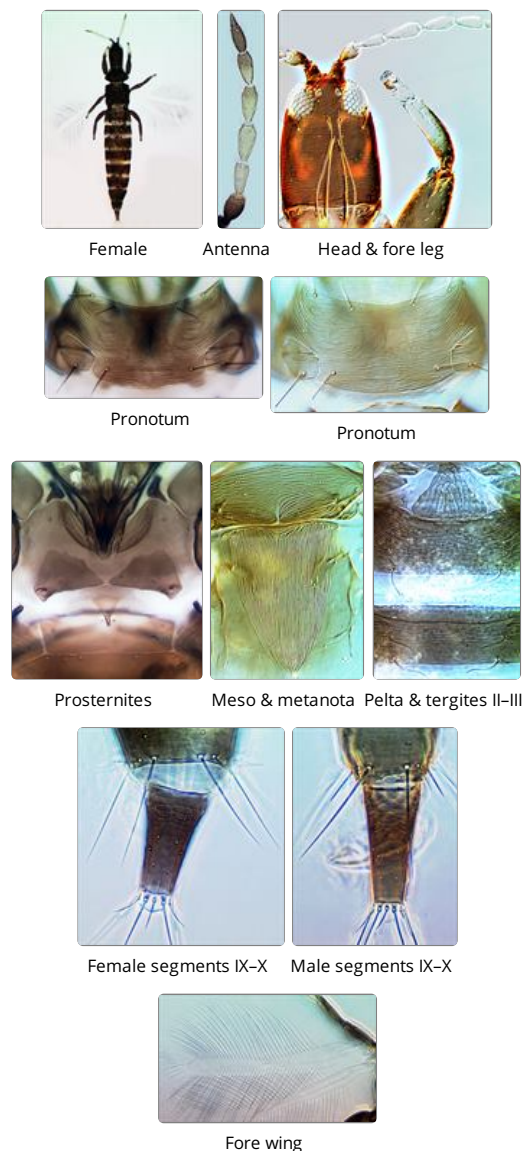 Female
Antenna
Head & fore leg
Pronotum
Pronotum
Prosternites
Meso & metanota
Pelta & tergites II–III
Female segments IX–X
Male segments IX–X
Fore wing